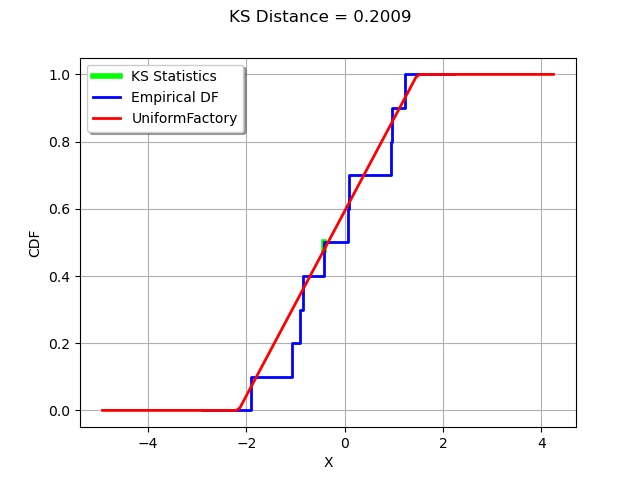 KS Distance = 0.2009
KS Statistics
Empirical DF
UniformFactory
1.0
0.8
0.6
0.4
0.2
0.0
CDF
−4
−2
0
2
4
X